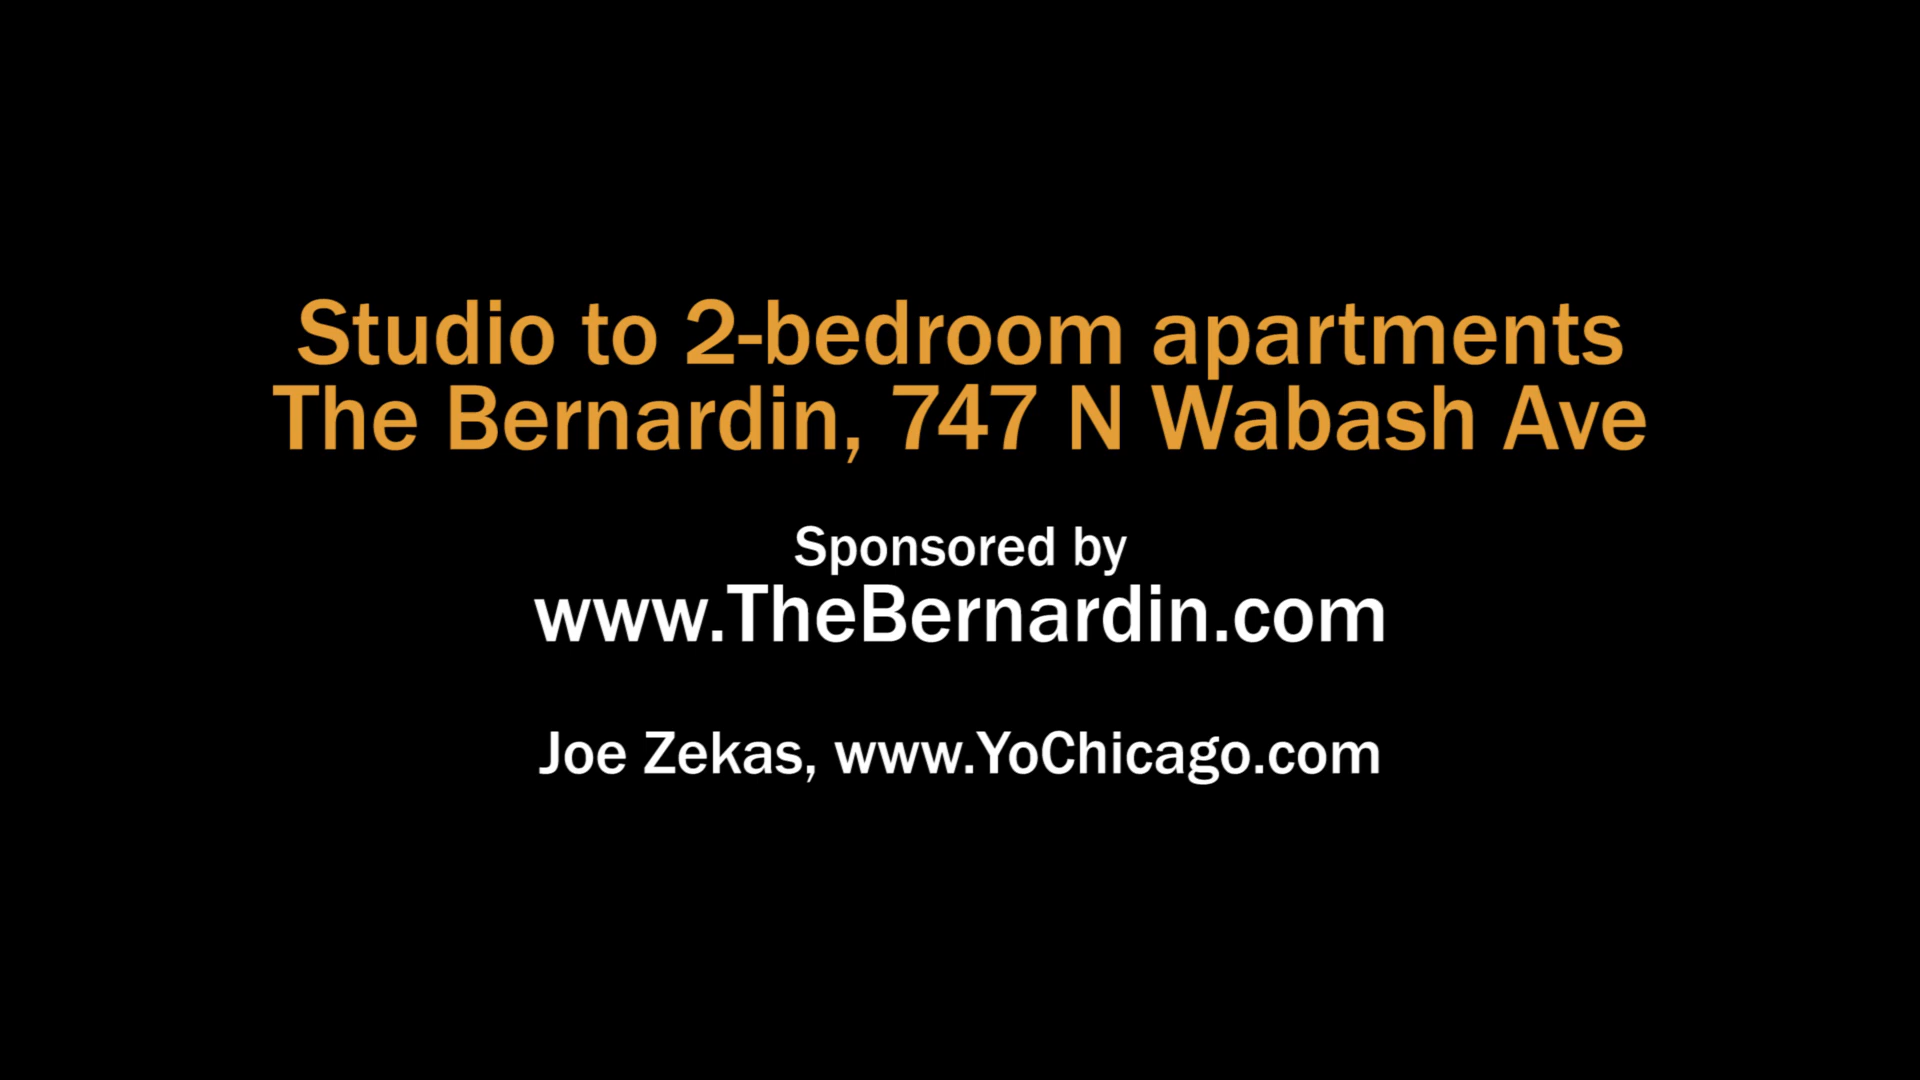 Studio to 2-bedroom apartments
The Bernardin, 747 N Wabash Ave
Sponsored by
www.TheBernardin.com
Joe Zekas, www.YoChicago.com